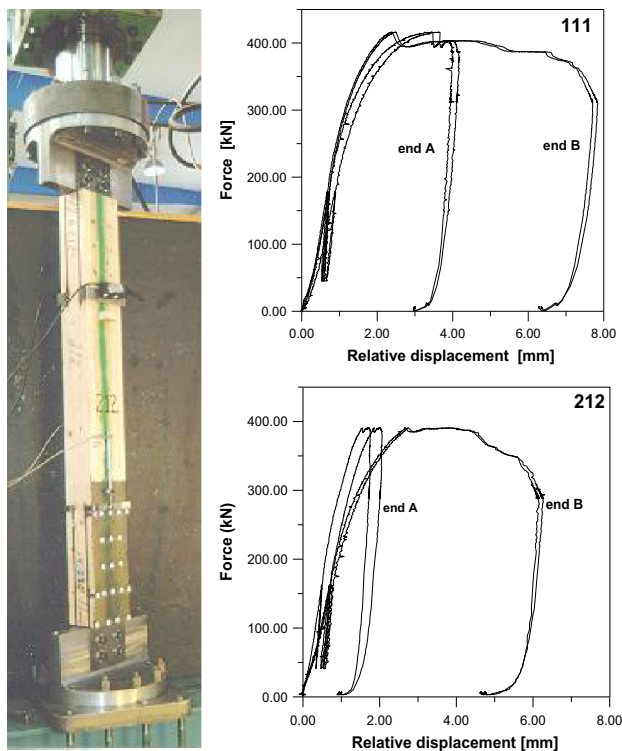 212
111
400.00
300.00
200.00
100.00
0.00
Force [kN]
end A
end B
0.00 2.00 4.00 6.00 8.00
Relative displacement [mm]
212
500.00
400.00
300.00
200.00
100.00
0.00
Force (kN)
end A
end B
0.00 2.00 4.00 6.00 8.00
Relative displacement [mm]